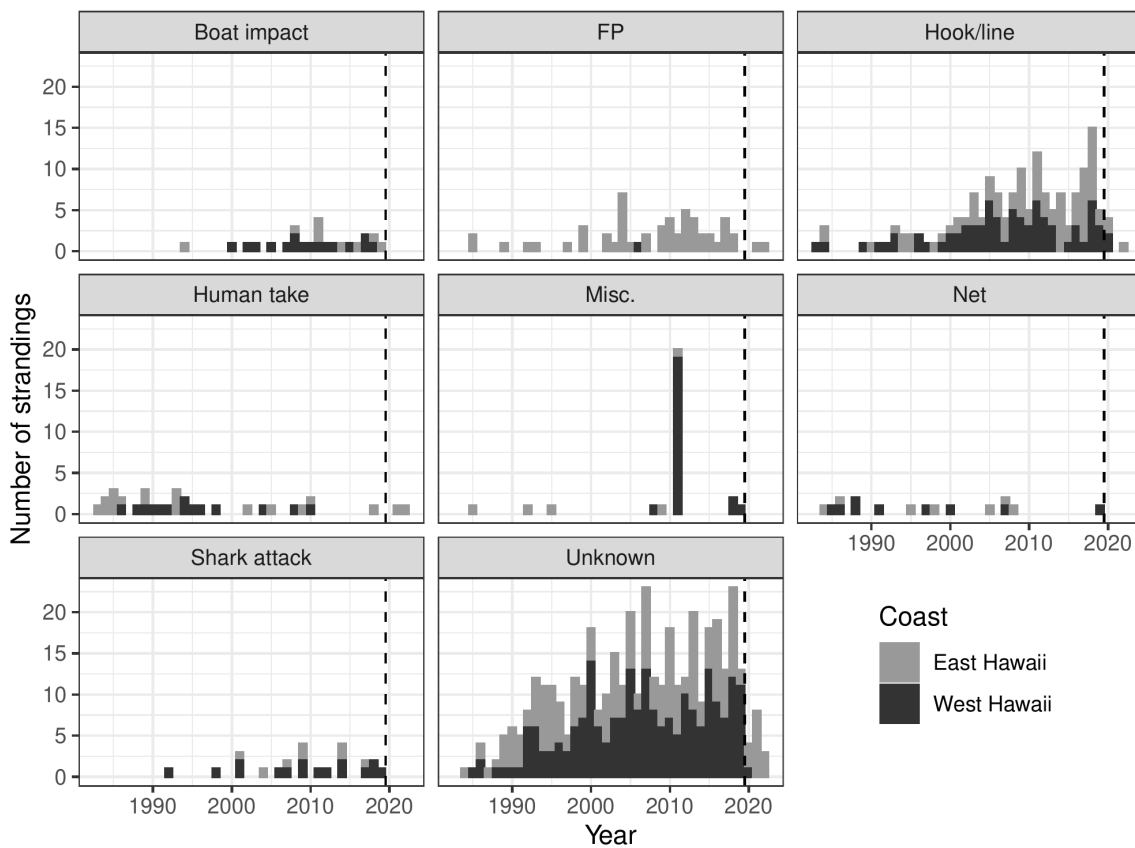 Boat impact FP Hook/line
20
15
10
5
0
Human take Misc. Net
20
15
10
5
0
1990 2000 2010 2020
Shark attack Unknown
20
15
10
5
0
1990 2000 2010 2020 1990 2000 2010 2020
Number of strandings
Year
Coast
East Hawaii
West Hawaii